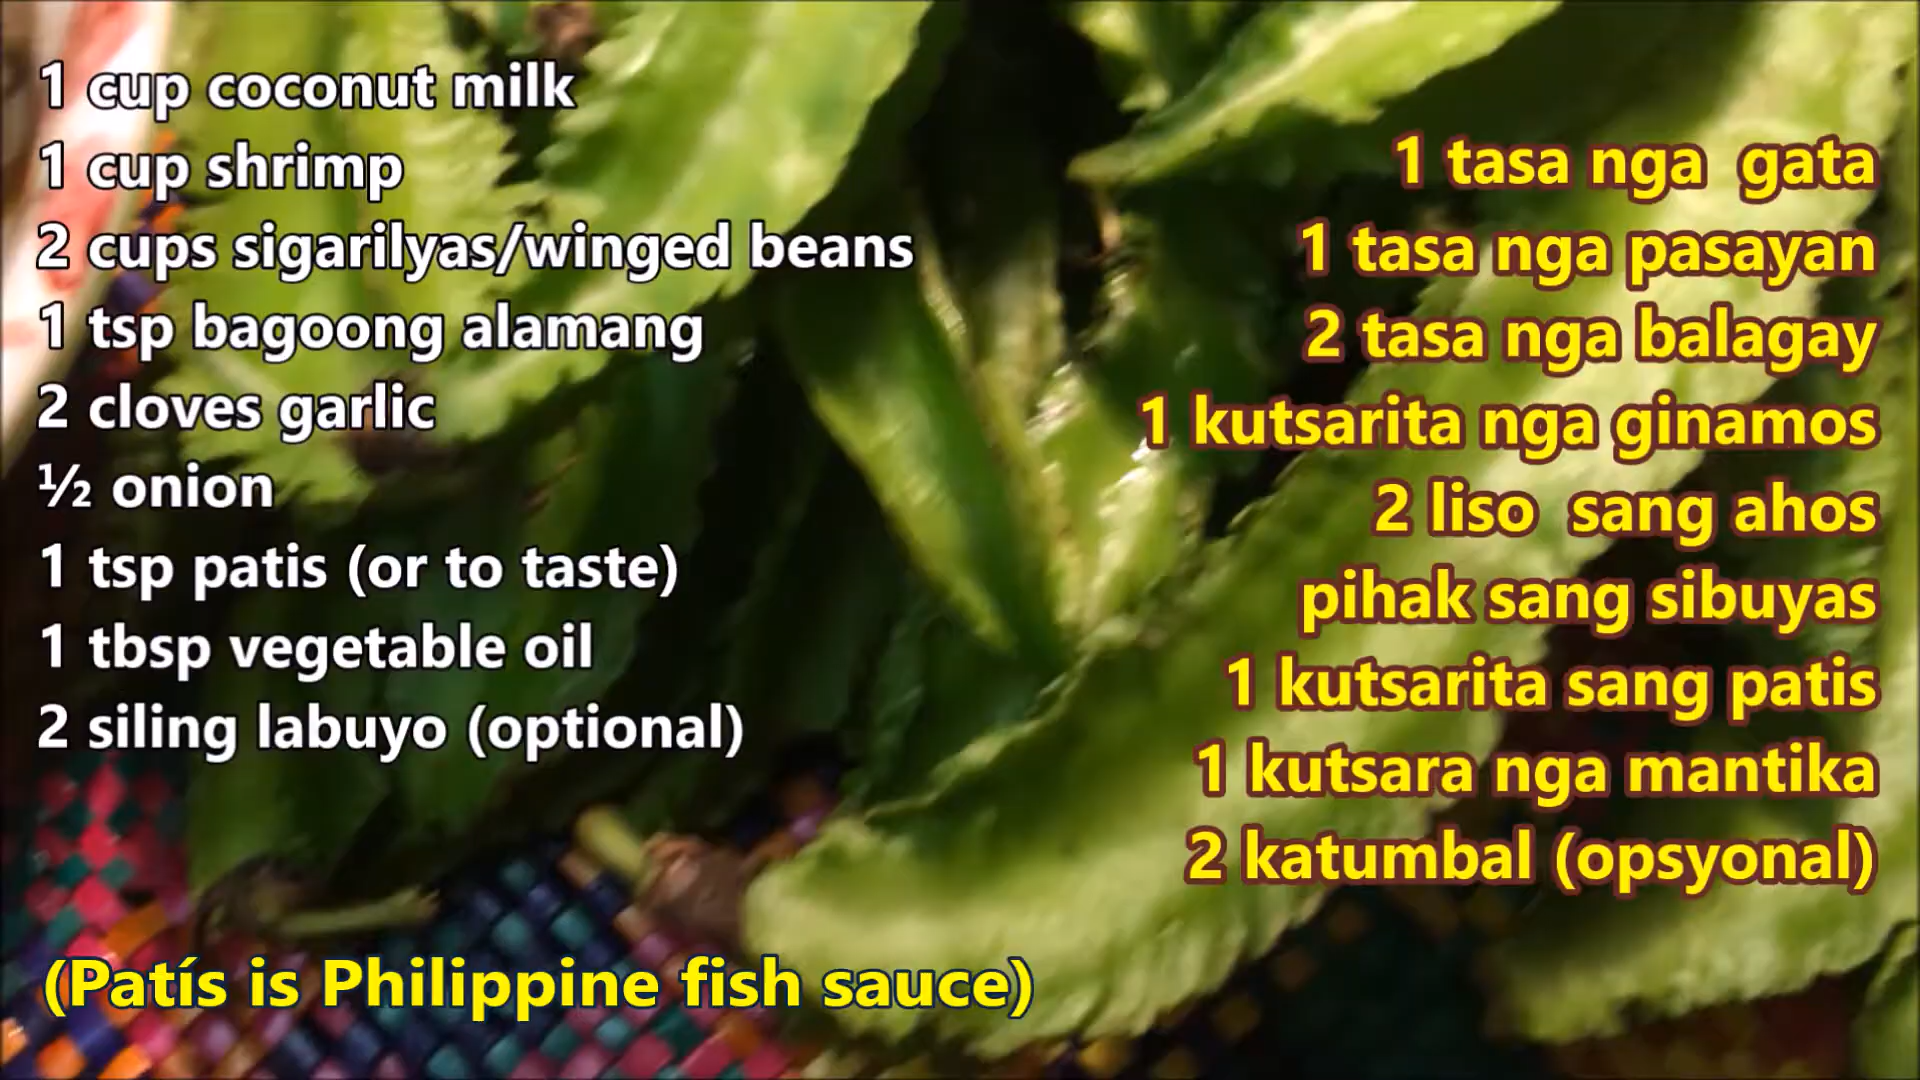 1 cup coconut milk
1 cup shrimp
2 cups sigarilyas/winged beans
1 tsp bagoong alamang
2 cloves garlic
½ onion
1 tsp patis (or to taste)
1 tbsp vegetable oil
2 siling labuyo (optional)
(Patís is Philippine fish sauce)
1 tasa nga gata
1 tasa nga pasayan
2 tasa nga balagay
1 kutsarita nga ginamos
2 liso sang ahos
pihak sang sibuyas
1 kutsarita sang patis
1 kutsara nga mantika
2 katumbal (opsyonal)